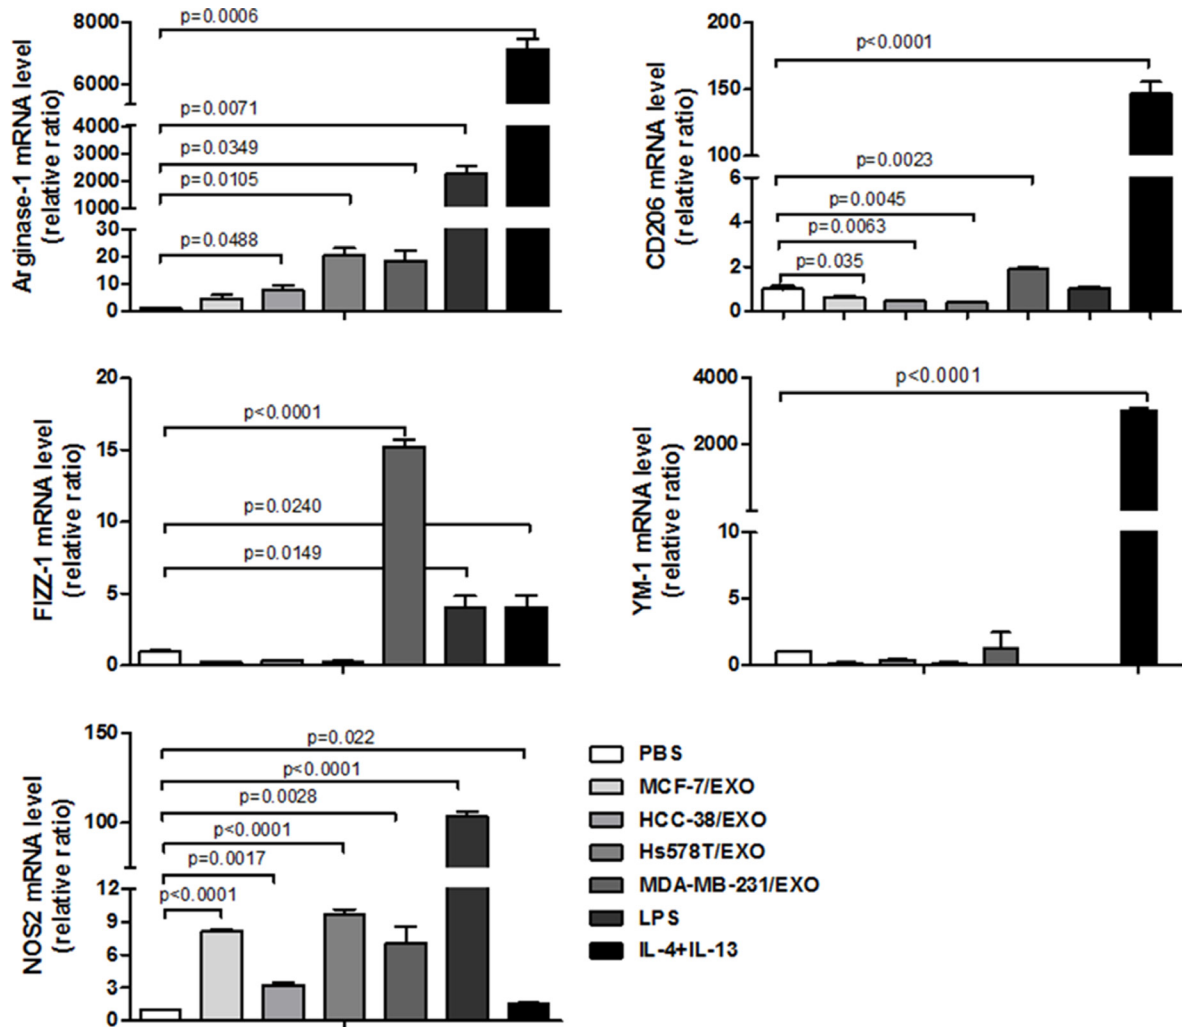 Arginase-1 mRNA level
(relative ratio)
8000
6000
4000
3000
2000
1000
30
20
10
0
p=0.0006
p=0.0071
p=0.0349
p=0.0105
p=0.0488
CD206 mRNA level
(relative ratio)
200
150
100
6
4
2
0
p<0.0001
p=0.0023
p=0.0045
p=0.0063
p=0.035
FIZZ-1 mRNA level
(relative ratio)
20
15
10
5
0
p<0.0001
p=0.0240
p=0.0149
YM-1 mRNA level
(relative ratio)
4000
2000
10
5
0
p<0.0001
NOS2 mRNA level
(relative ratio)
150
100
12
9
6
3
0
p=0.022
p<0.0001
p=0.0028
p<0.0001
p=0.0017
p<0.0001
PBS
MCF-7/EXO
HCC-38/EXO
Hs578T/EXO
MDA-MB-231/EXO
LPS
IL-4+IL-13